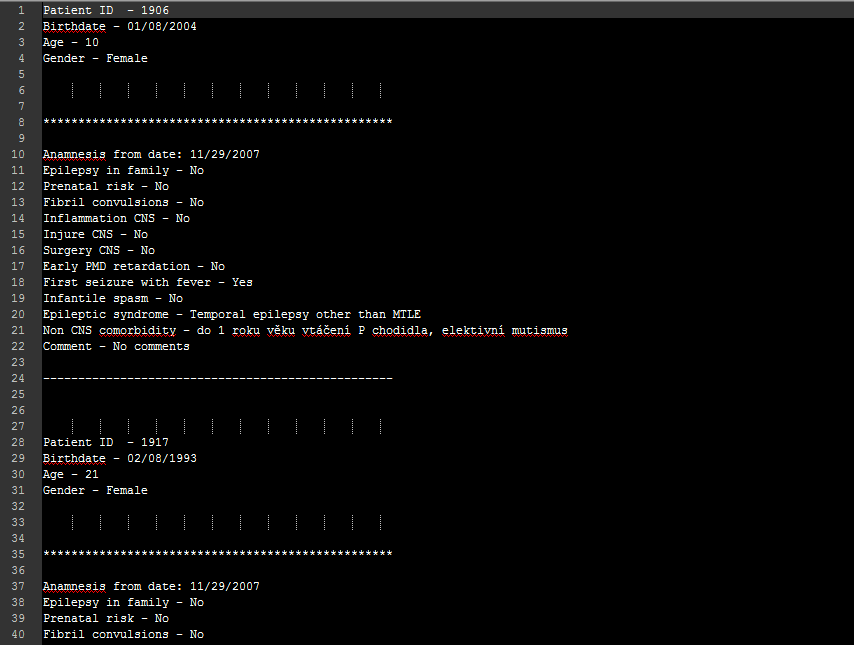 1 Patient ID  - 1906
2 Birthdate - 01/08/2004
3 Age - 10
4 Gender - Female
5
6
7
8 **************************************************
9
10 Anamnesis from date: 11/29/2007
11 Epilepsy in family - No
12 Prenatal risk - No
13 Fibril convulsions - No
14 Inflammation CNS - No
15 Injure CNS - No
16 Surgery CNS - No
17 Early PMD retardation - No
18 First seizure with fever - Yes
19 Infantile spasm - No
20 Epileptic syndrome - Temporal epilepsy other than MTLE
21 Non CNS comorbidity - do 1 roku věku vtáčení P chodidla, elektivní mutismus
22 Comment - No comments
23
24 --------------------------------------------------
25
26
27
28 Patient ID  - 1917
29 Birthdate - 02/08/1993
30 Age - 21
31 Gender - Female
32
33
34
35 **************************************************
36
37 Anamnesis from date: 11/29/2007
38 Epilepsy in family - No
39 Prenatal risk - No
40 Fibril convulsions - No